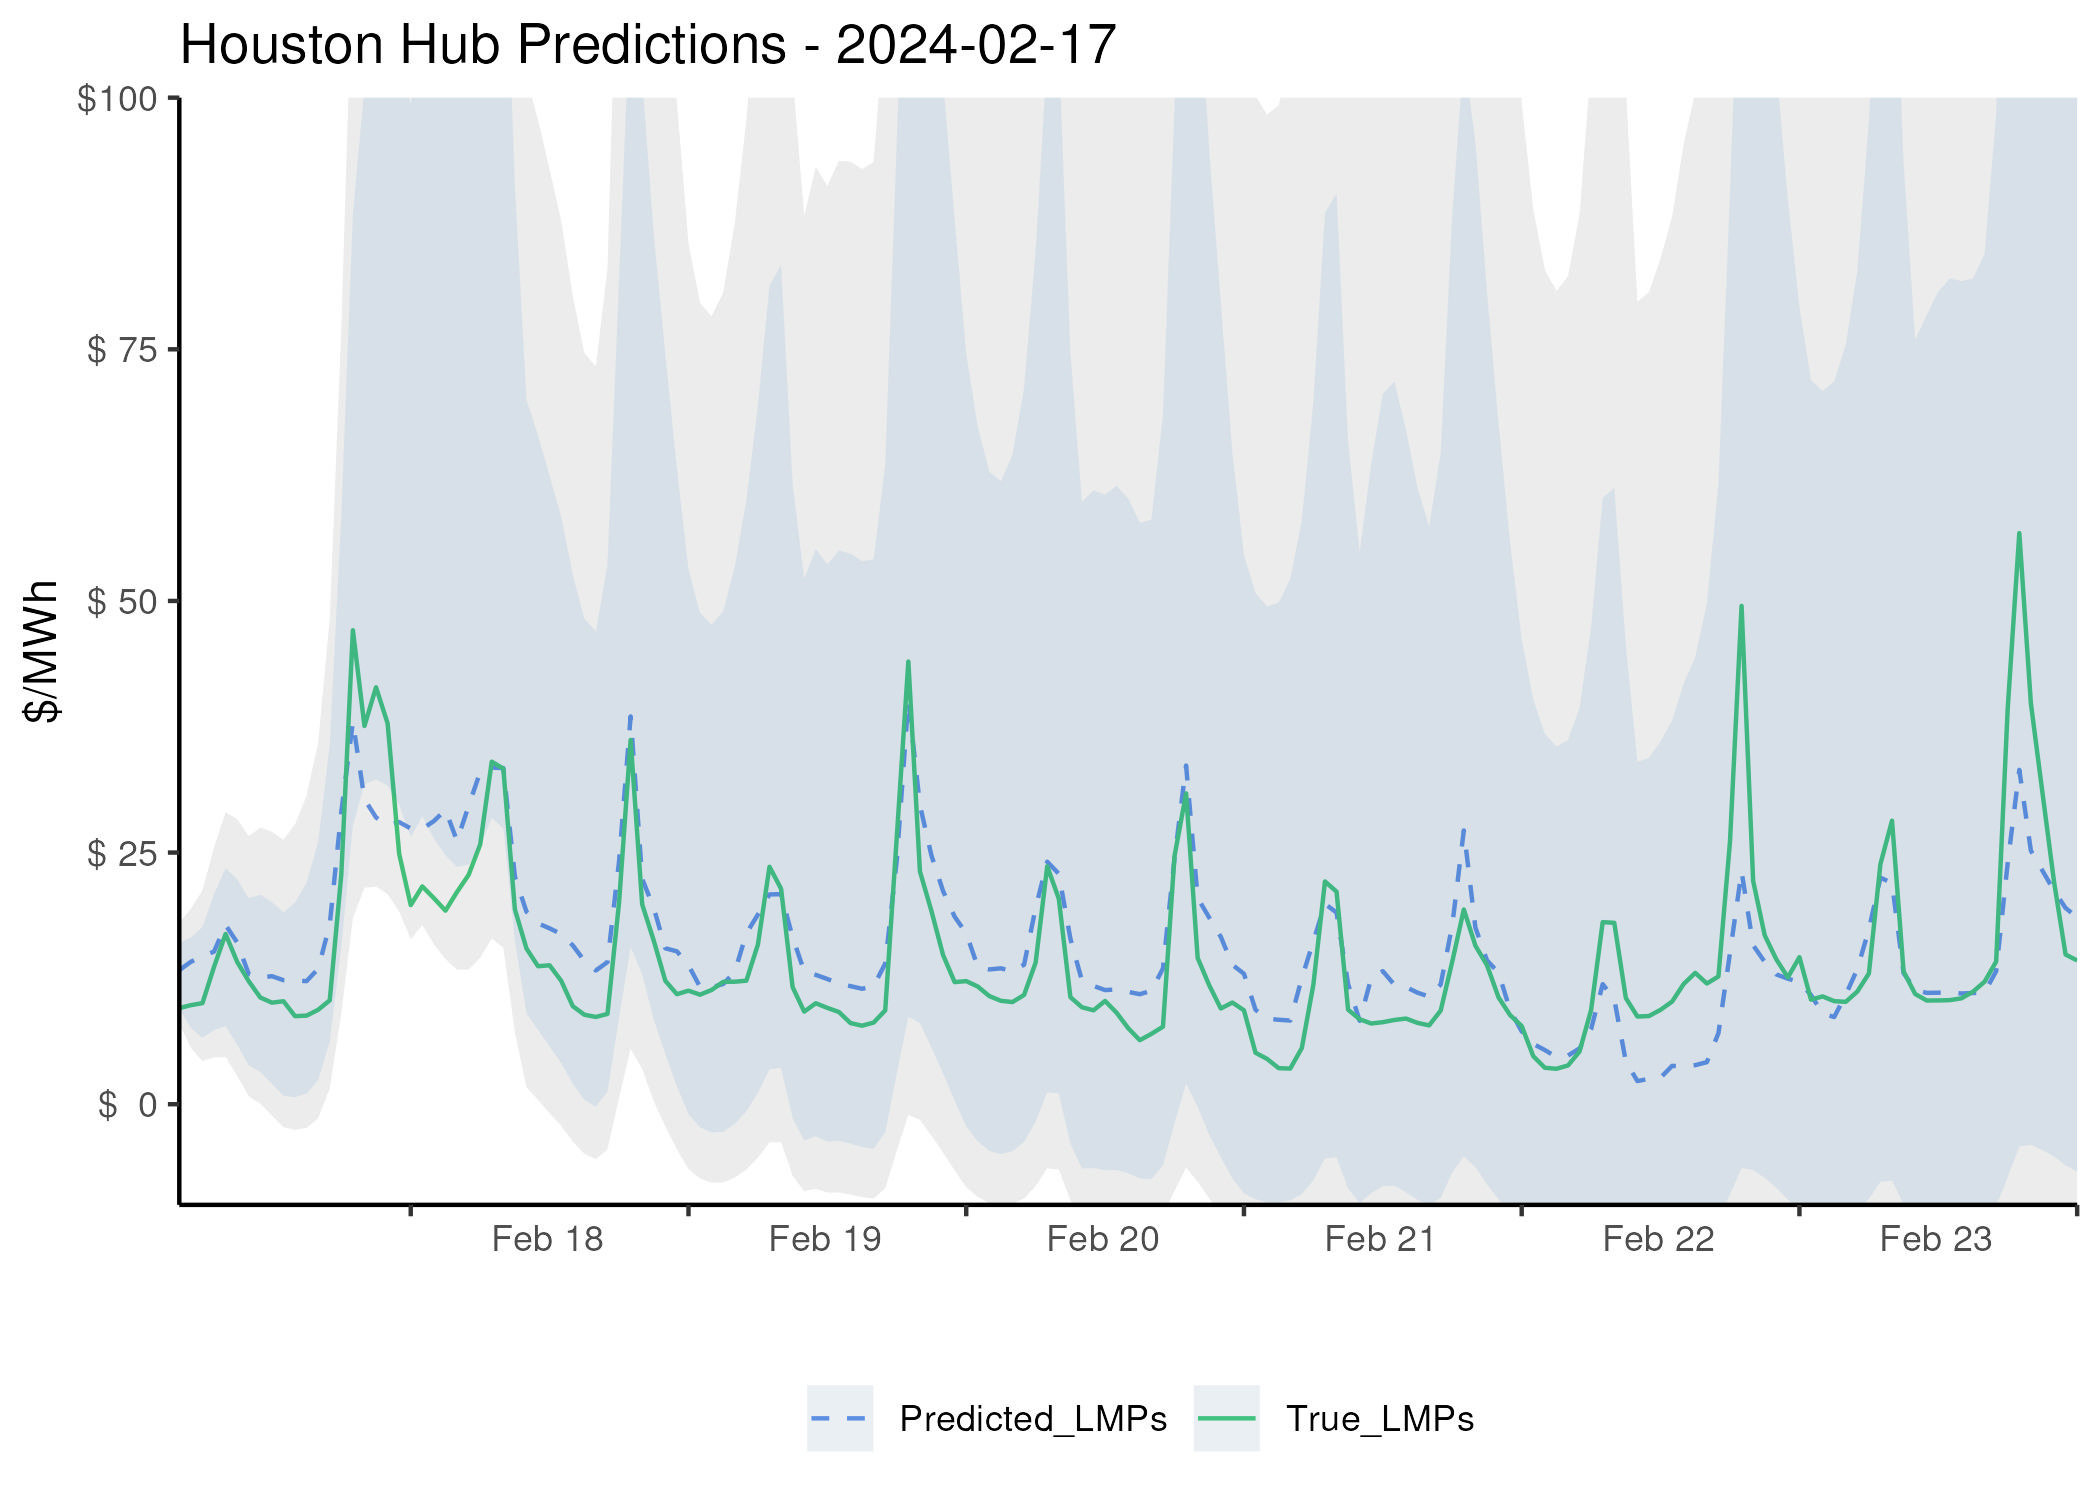 Houston Hub Predictions - 2024-02-17
$100
$ 75
$ 50
$ 25
$ 0
$/MWh
Feb 18
Feb 19
Feb 20
Feb 21
Feb 22
Feb 23
Predicted_LMPs
True_LMPs